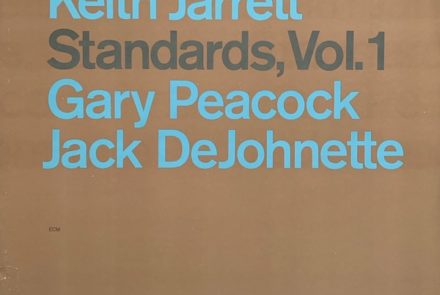 Keith Jarrett
Standards, Vol. 1
Gary Peacock
Jack DeJohnette
ECM